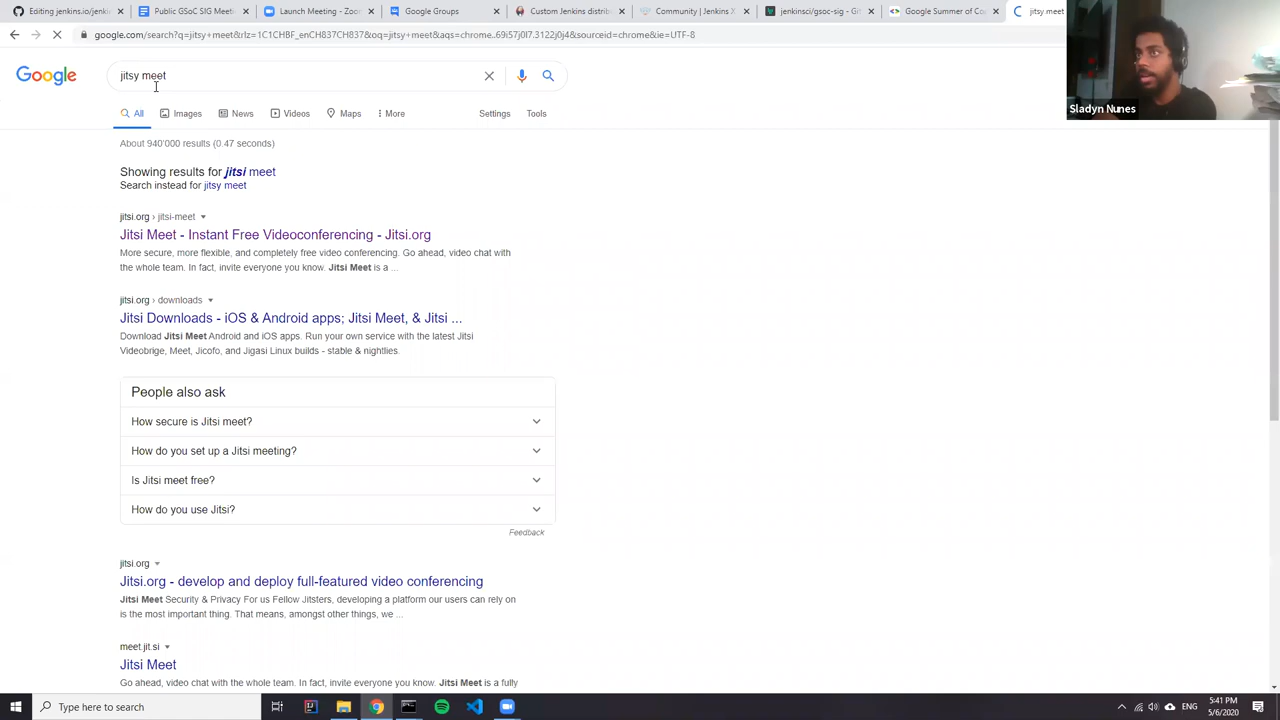 Editing jenkins.io/jenkins
Public GSoC SIG Meeting
Launch Meeting - Zoom
Google Groups
Custom Jenkins distribu
Community | Jenkins X
jenkinsci/gsoc-sig - Gitt
Google Summer of Co
jitsy meet
google.com/search?q=jitsy+meet&rlz=1C1CHBF_enCH837CH837&oq=jitsy+meet&aqs=chrome..69i57j0l7.3122j0j4&sourceid=chrome&ie=UTF-8
Google
jitsy meet
All
Images
News
Videos
Maps
More
Settings
Tools
Sladyn Nunes
About 940'000 results (0.47 seconds)
Showing results for jitsi meet
Search instead for jitsy meet
jitsi.org › jitsi-meet
Jitsi Meet - Instant Free Videoconferencing - Jitsi.org
More secure, more flexible, and completely free video conferencing. Go ahead, video chat with
the whole team. In fact, invite everyone you know. Jitsi Meet is a ...
jitsi.org › downloads
Jitsi Downloads - iOS & Android apps; Jitsi Meet, & Jitsi ...
Download Jitsi Meet Android and iOS apps. Run your own service with the latest Jitsi
Videobrige, Meet, Jicofo, and Jigasi Linux builds - stable & nightlies.
People also ask
How secure is Jitsi meet?
How do you set up a Jitsi meeting?
Is Jitsi meet free?
How do you use Jitsi?
Feedback
jitsi.org
Jitsi.org - develop and deploy full-featured video conferencing
Jitsi Meet Security & Privacy For us Fellow Jitsters, developing a platform our users can rely on
is the most important thing. That means, amongst other things, we ...
meet.jit.si
Jitsi Meet
Go ahead, video chat with the whole team. In fact, invite everyone you know. Jitsi Meet is a fully
Type here to search
5:41 PM
5/6/2020